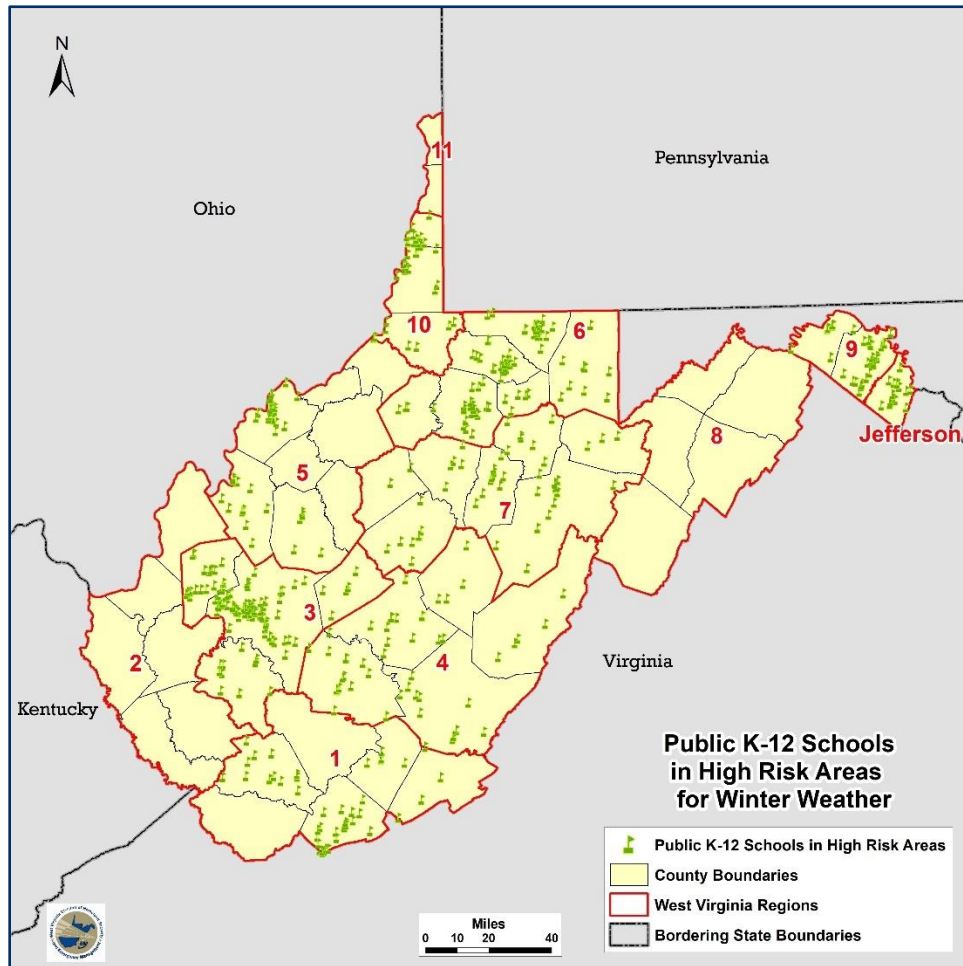 N
11
Pennsylvania
Ohio
10
6
9
8
Jefferson
5
7
3
2
4
Virginia
Kentucky
1
Public K-12 Schools
in High Risk Areas
for Winter Weather
Public K-12 Schools in High Risk Areas
County Boundaries
West Virginia Regions
Bordering State Boundaries
Miles
0 10 20 40